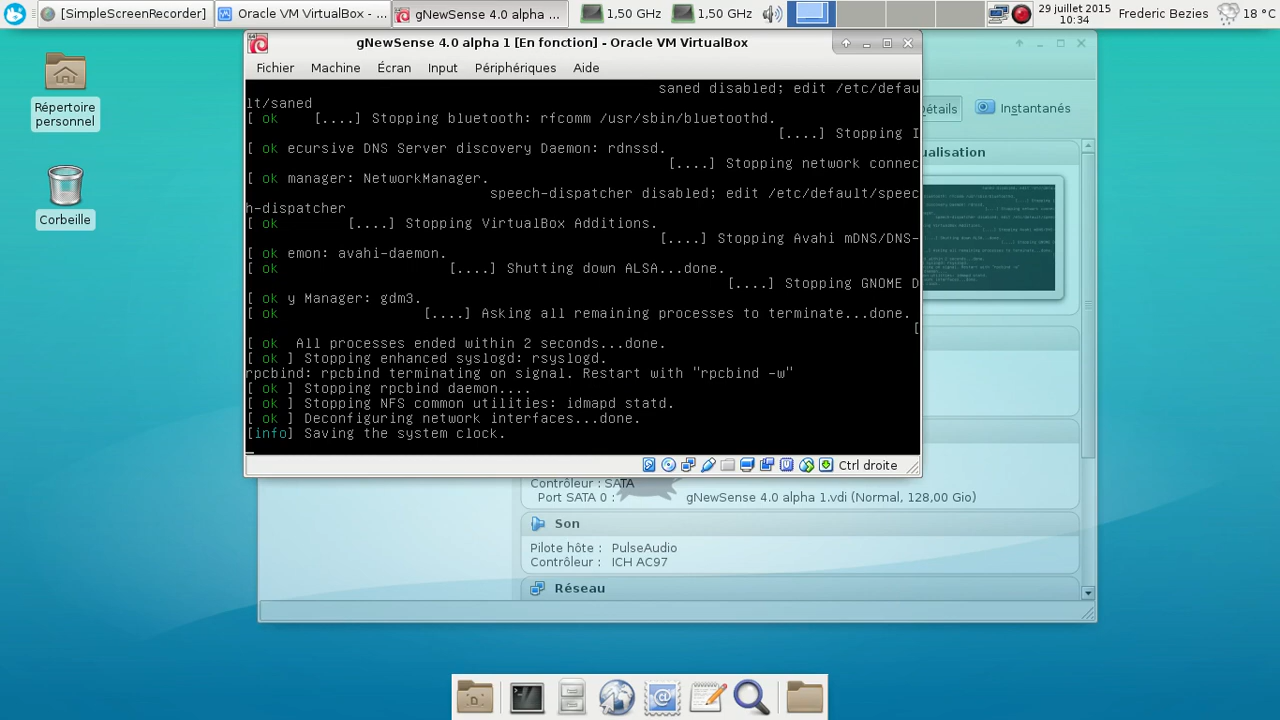 [SimpleScreenRecorder]
Oracle VM VirtualBox - ...
gNewSense 4.0 alpha ...
1,50 GHz
1,50 GHz
29 juillet 2015
10:34
Frederic Bezies
18 °C
Répertoire
personnel
Corbeille
gNewSense 4.0 alpha 1 [En fonction] - Oracle VM VirtualBox
Fichier Machine Écran Input Périphériques Aide
saned disabled; edit /etc/defau
lt/saned
[ ok [....] Stopping bluetooth: rfcomm /usr/sbin/bluetoothd.
[....] Stopping I
[ ok ecursive DNS Server discovery Daemon: rdnssd.
[....] Stopping network connec
[ ok manager: NetworkManager.
speech-dispatcher disabled; edit /etc/default/speec
h-dispatcher
[ ok [....] Stopping VirtualBox Additions.
[....] Stopping Avahi mDNS/DNS-
[ ok amon: avahi-daemon.
[ ok [....] Shutting down ALSA...done.
[....] Stopping GNOME D
[ ok y Manager: gdm3.
[ ok [....] Asking all remaining processes to terminate...done.
[
[ ok All processes ended within 2 seconds...done.
[ ok ] Stopping enhanced syslogd: rsyslogd.
rpcbind: rpcbind terminating on signal. Restart with "rpcbind -w"
[ ok ] Stopping rpcbind daemon....
[ ok ] Stopping NFS common utilities: idmapd statd.
[ ok ] Deconfiguring network interfaces...done.
[info] Saving the system clock.
Ctrl droite
Détails
Instantanés
ualisation
Contrôleur : SATA
Port SATA 0 : gNewSense 4.0 alpha 1.vdi (Normal, 128,00 Gio)
Son
Pilote hôte : PulseAudio
Contrôleur : ICH AC97
Réseau